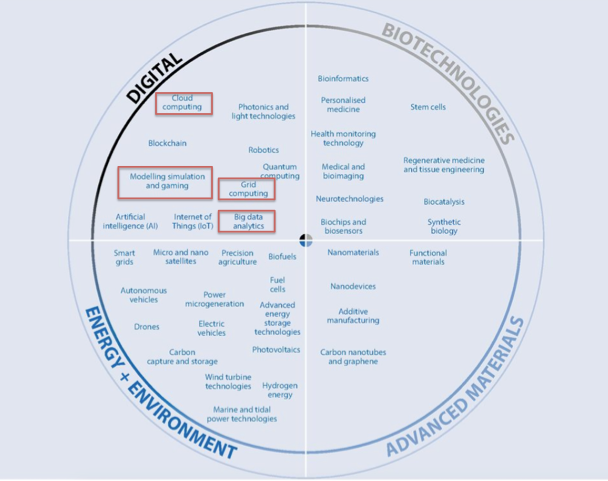 DIGITAL
BIOTECHNOLOGIES
Cloud
computing
Photonics and
light technologies
Blockchain
Robotics
Quantum
computing
Modelling simulation
and gaming
Grid
computing
Artificial
intelligence (AI)
Internet of
Things (IoT)
Big data
analytics
Bioinformatics
Personalised
medicine
Stem cells
Health monitoring
technology
Medical and
bioimaging
Regenerative medicine
and tissue engineering
Neurotechnologies
Biocatalysis
Biochips and
biosensors
Synthetic
biology
Smart
grids
Micro and nano
satellites
Precision
agriculture
Biofuels
Autonomous
vehicles
Power
microgeneration
Fuel
cells
Drones
Electric
vehicles
Advanced
energy
storage
technologies
Carbon
capture and storage
Photovoltaics
Wind turbine
technologies
Hydrogen
energy
Marine and tidal
power technologies
Nanomaterials
Functional
materials
Nanodevices
Additive
manufacturing
Carbon nanotubes
and graphene
ENERGY + ENVIRONMENT
ADVANCED MATERIALS